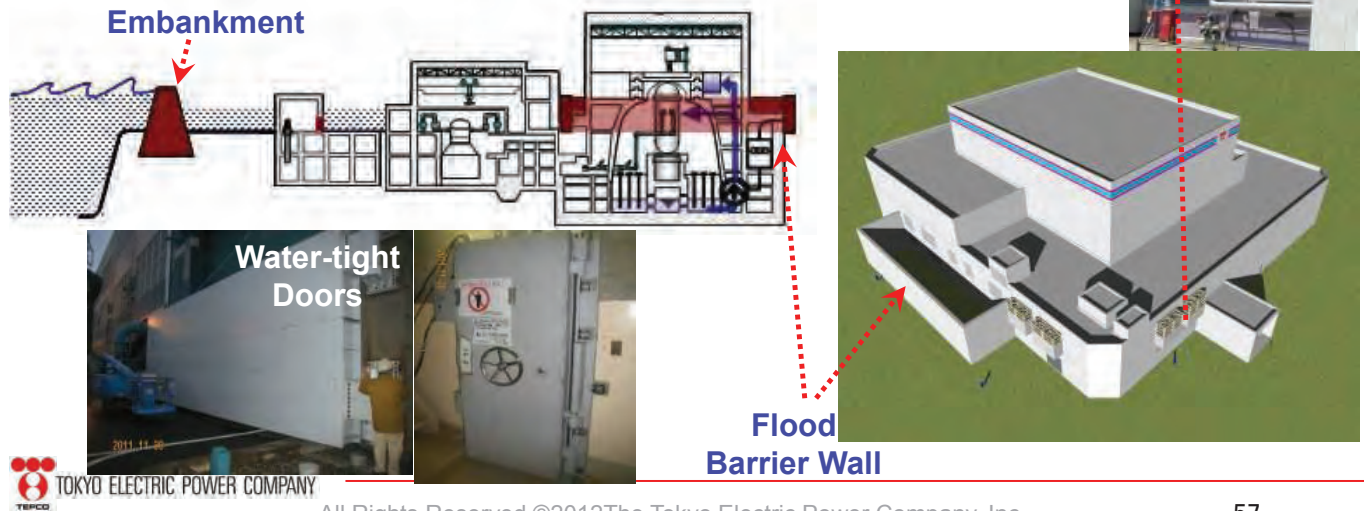 Embankment
Water-tight
Doors
2011.11.30
Flood
Barrier Wall
TOKYO ELECTRIC POWER COMPANY
TEPCO
All Rights Reserved ©2012The Tokyo Electric Power Company, Inc.
57